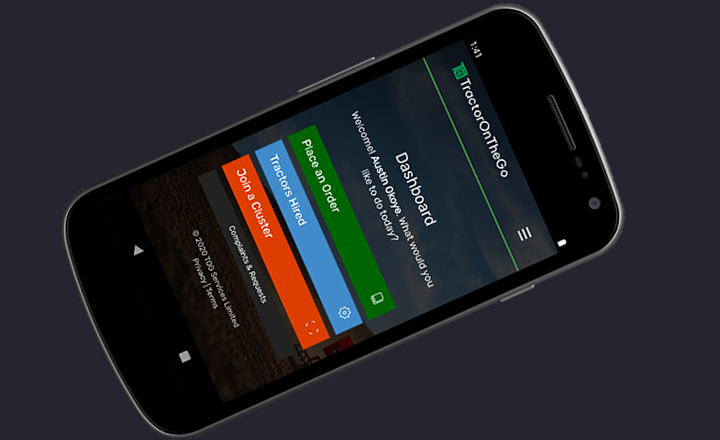 1:41
TractorOnTheGo
Dashboard
Welcome! Austin Okoye, what would you
like to do today?
Place an Order
Tractors Hired
Join a Cluster
Complaints & Requests
© 2020 TOG Services Limited
Privacy | Terms